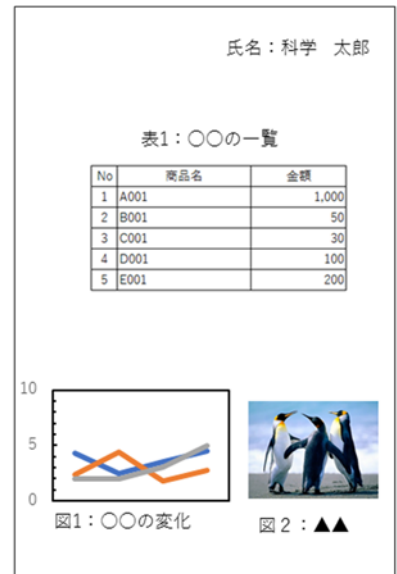 氏名：科学　太郎
表1：〇〇の一覧
No 商品名 金額
1 A001 1,000
2 B001 50
3 C001 30
4 D001 100
5 E001 200
10
5
0
図1：〇〇の変化
図２：▲▲